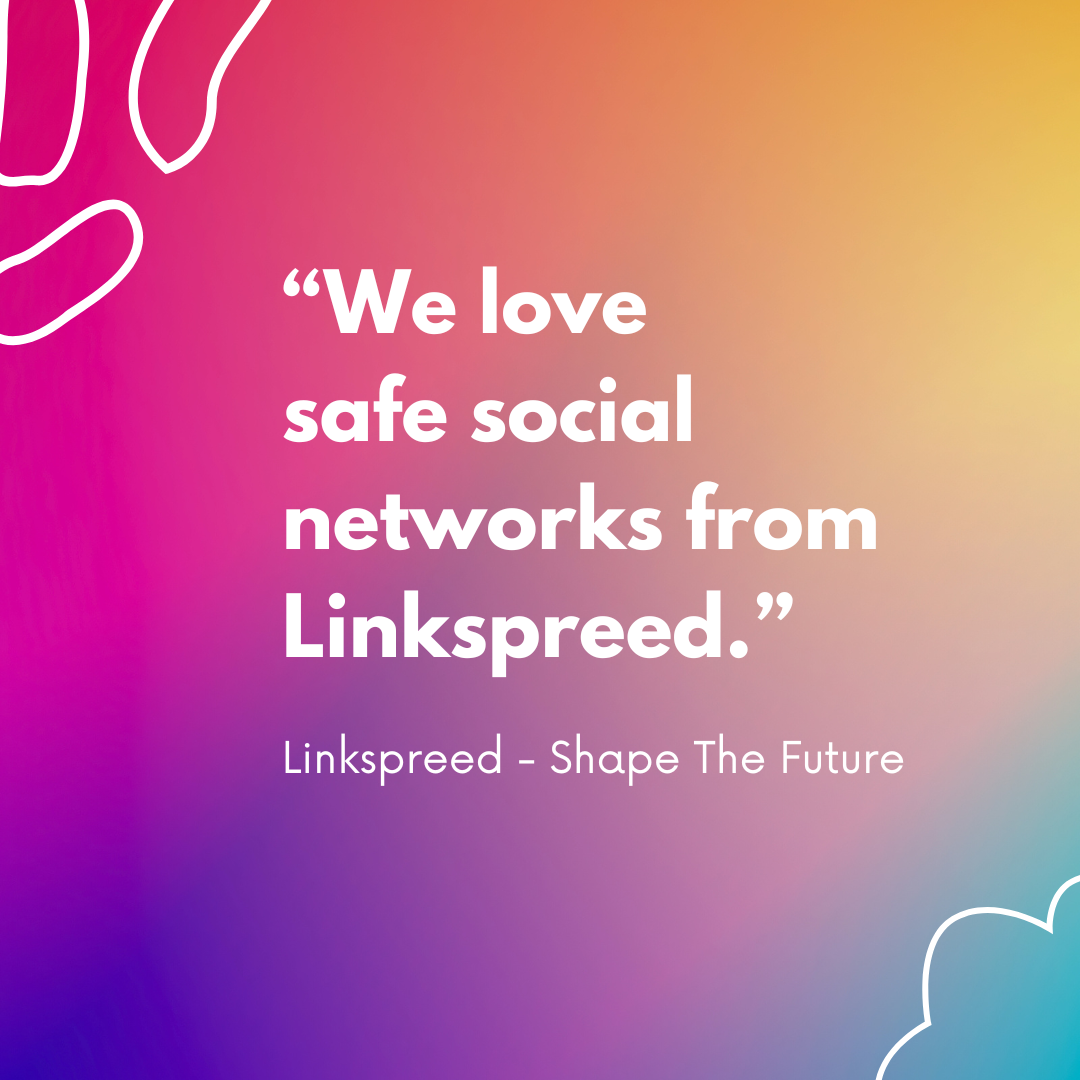 “We love
safe social
networks from
Linkspreed.”
Linkspreed - Shape The Future